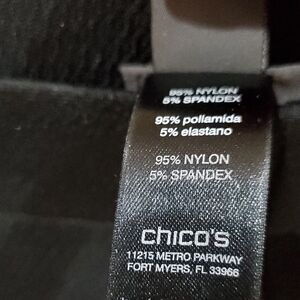 95% NYLON
5% SPANDEX
95% poliamida
5% elastano
95% NYLON
5% SPANDEX
chico's
11215 METRO PARKWAY
FORT MYERS, FL 33966